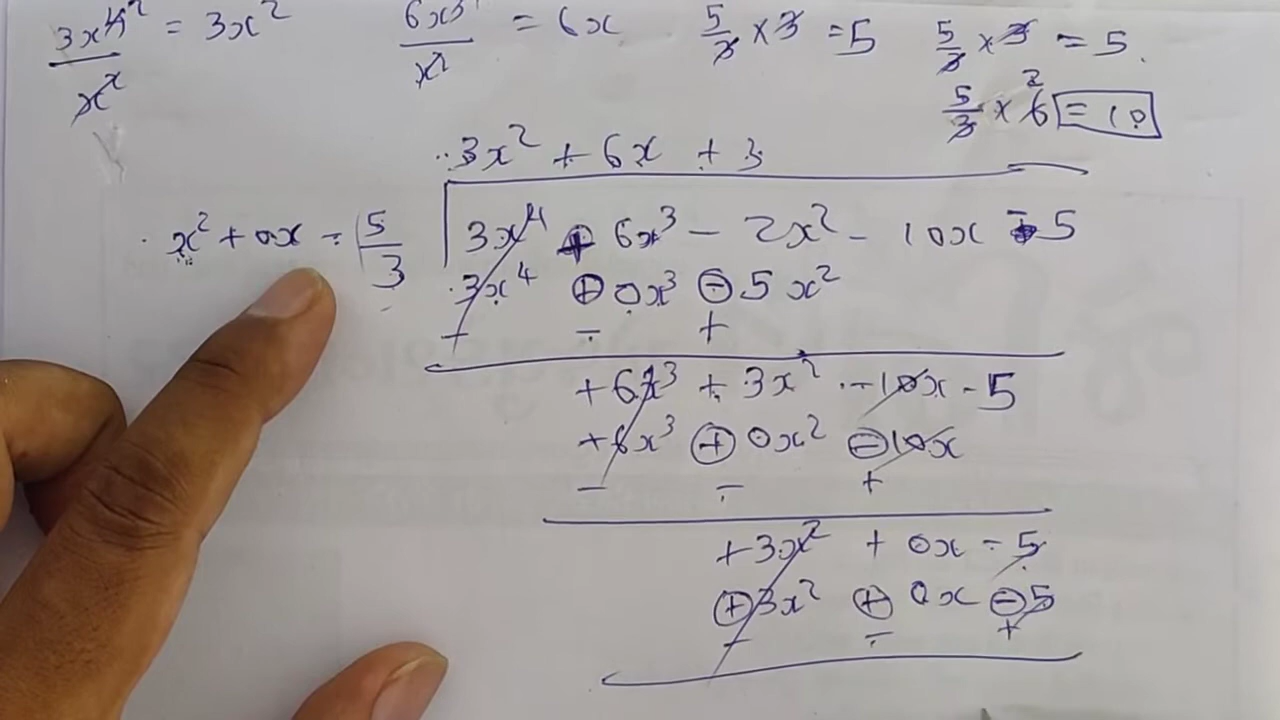 3x⁴/x² = 3x² 6x³/x² = 6x 5/3 × 3 = 5 5/3 × 3 = 5
5/3 × 6 2 = 10
3x² + 6x + 3
x² + 0x - 5/3 3x⁴ + 6x³ - 2x² - 10x - 5
3x⁴ + 0x³ - 5x²
- - +
+ 6x³ + 3x² - 10x - 5
+ 6x³ + 0x² - 10x
- - +
+ 3x² + 0x - 5
+ 3x² + 0x - 5
- - +